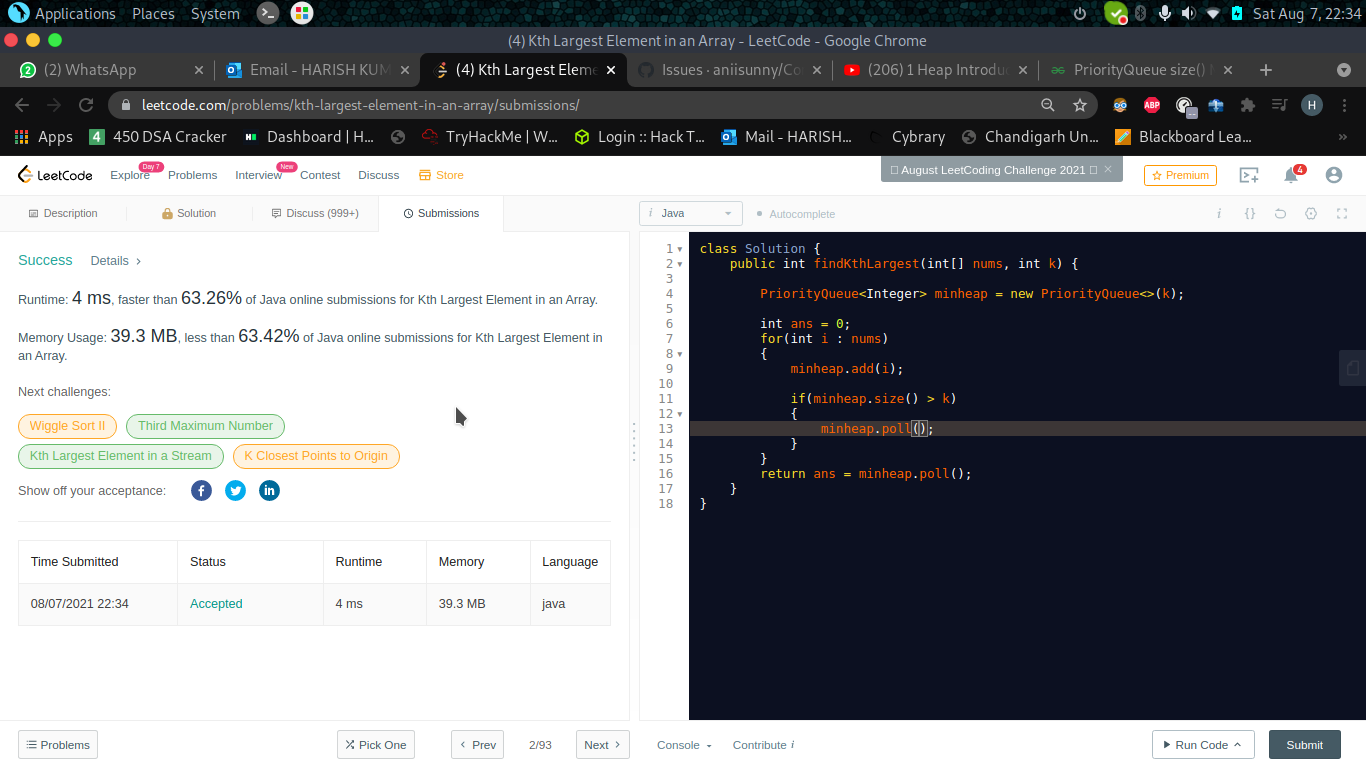 Applications Places System Sat Aug 7, 22:34
(4) Kth Largest Element in an Array - LeetCode - Google Chrome
(2) WhatsApp Email - HARISH KUM (4) Kth Largest Eleme Issues · aniisunny/Co (206) 1 Heap Introdu PriorityQueue size()
leetcode.com/problems/kth-largest-element-in-an-array/submissions/ ABP H
Apps 450 DSA Cracker Dashboard | H... TryHackMe | W... Login :: Hack T... Mail - HARISH... Cybrary Chandigarh Un... Blackboard Lea... »
LeetCode Explore Day 7 Problems Interview New Contest Discuss Store August LeetCoding Challenge 2021 Premium 4
Description Solution Discuss (999+) Submissions
i Java Autocomplete i {}
Success Details
Runtime: 4 ms, faster than 63.26% of Java online submissions for Kth Largest Element in an Array.
Memory Usage: 39.3 MB, less than 63.42% of Java online submissions for Kth Largest Element in
an Array.
Next challenges:
Wiggle Sort II Third Maximum Number
Kth Largest Element in a Stream K Closest Points to Origin
Show off your acceptance:
Time Submitted Status Runtime Memory Language
08/07/2021 22:34 Accepted 4 ms 39.3 MB java
1 class Solution {
2 public int findKthLargest(int[] nums, int k) {
3
4 PriorityQueue<Integer> minheap = new PriorityQueue<>(k);
5
6 int ans = 0;
7 for(int i : nums)
8 {
9 minheap.add(i);
10
11 if(minheap.size() > k)
12 {
13 minheap.poll();
14 }
15 }
16 return ans = minheap.poll();
17 }
18 }
Problems Pick One Prev 2/93 Next Console Contribute i Run Code Submit